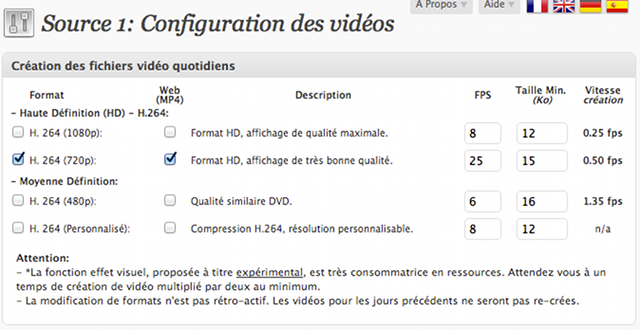 A Propos ▾ Aide ▾
Source 1: Configuration des vidéos
Création des fichiers vidéo quotidiens
Format Web (MP4) Description FPS Taille Min. (Ko) Vitesse création
– Haute Définition (HD) – H.264:
H. 264 (1080p): Format HD, affichage de qualité maximale. 8 12 0.25 fps
H. 264 (720p): Format HD, affichage de très bonne qualité. 25 15 0.50 fps
– Moyenne Définition:
H. 264 (480p): Qualité similaire DVD. 6 16 1.35 fps
H. 264 (Personnalisé): Compression H.264, résolution personnalisable. 8 12 n/a
Attention:
– *La fonction effet visuel, proposée à titre expérimental, est très consommatrice en ressources. Attendez vous à un
temps de création de vidéo multiplié par deux au minimum.
– La modification de formats n'est pas rétro-actif. Les vidéos pour les jours précédents ne seront pas re-crées.